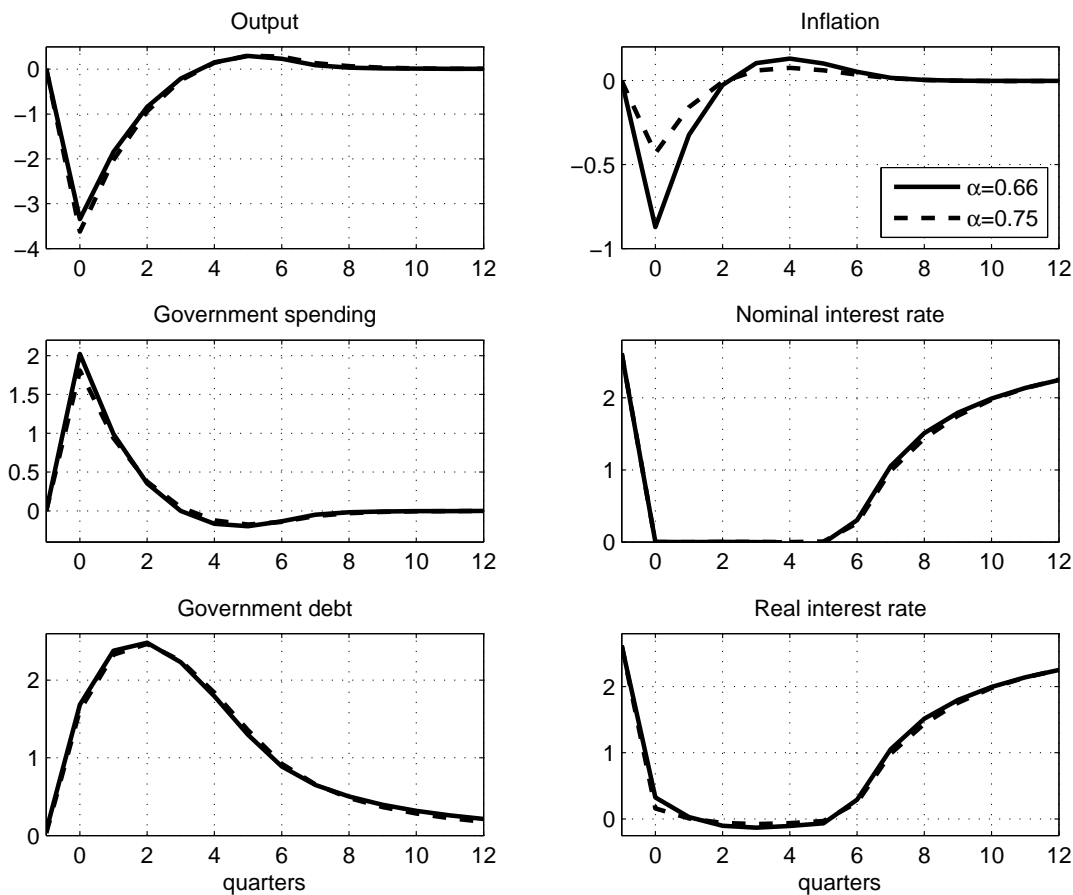 Output
0
−1
−2
−3
−4
0 2 4 6 8 10 12
Inflation
0
−0.5
−1
α=0.66
α=0.75
0 2 4 6 8 10 12
Government spending
2
1.5
1
0.5
0
0 2 4 6 8 10 12
Nominal interest rate
2
1
0
0 2 4 6 8 10 12
Government debt
2
1
0
0 2 4 6 8 10 12
quarters
Real interest rate
2
1
0
0 2 4 6 8 10 12
quarters